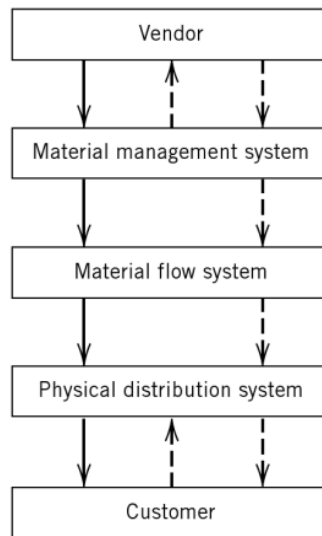 Vendor
Material management system
Material flow system
Physical distribution system
Customer